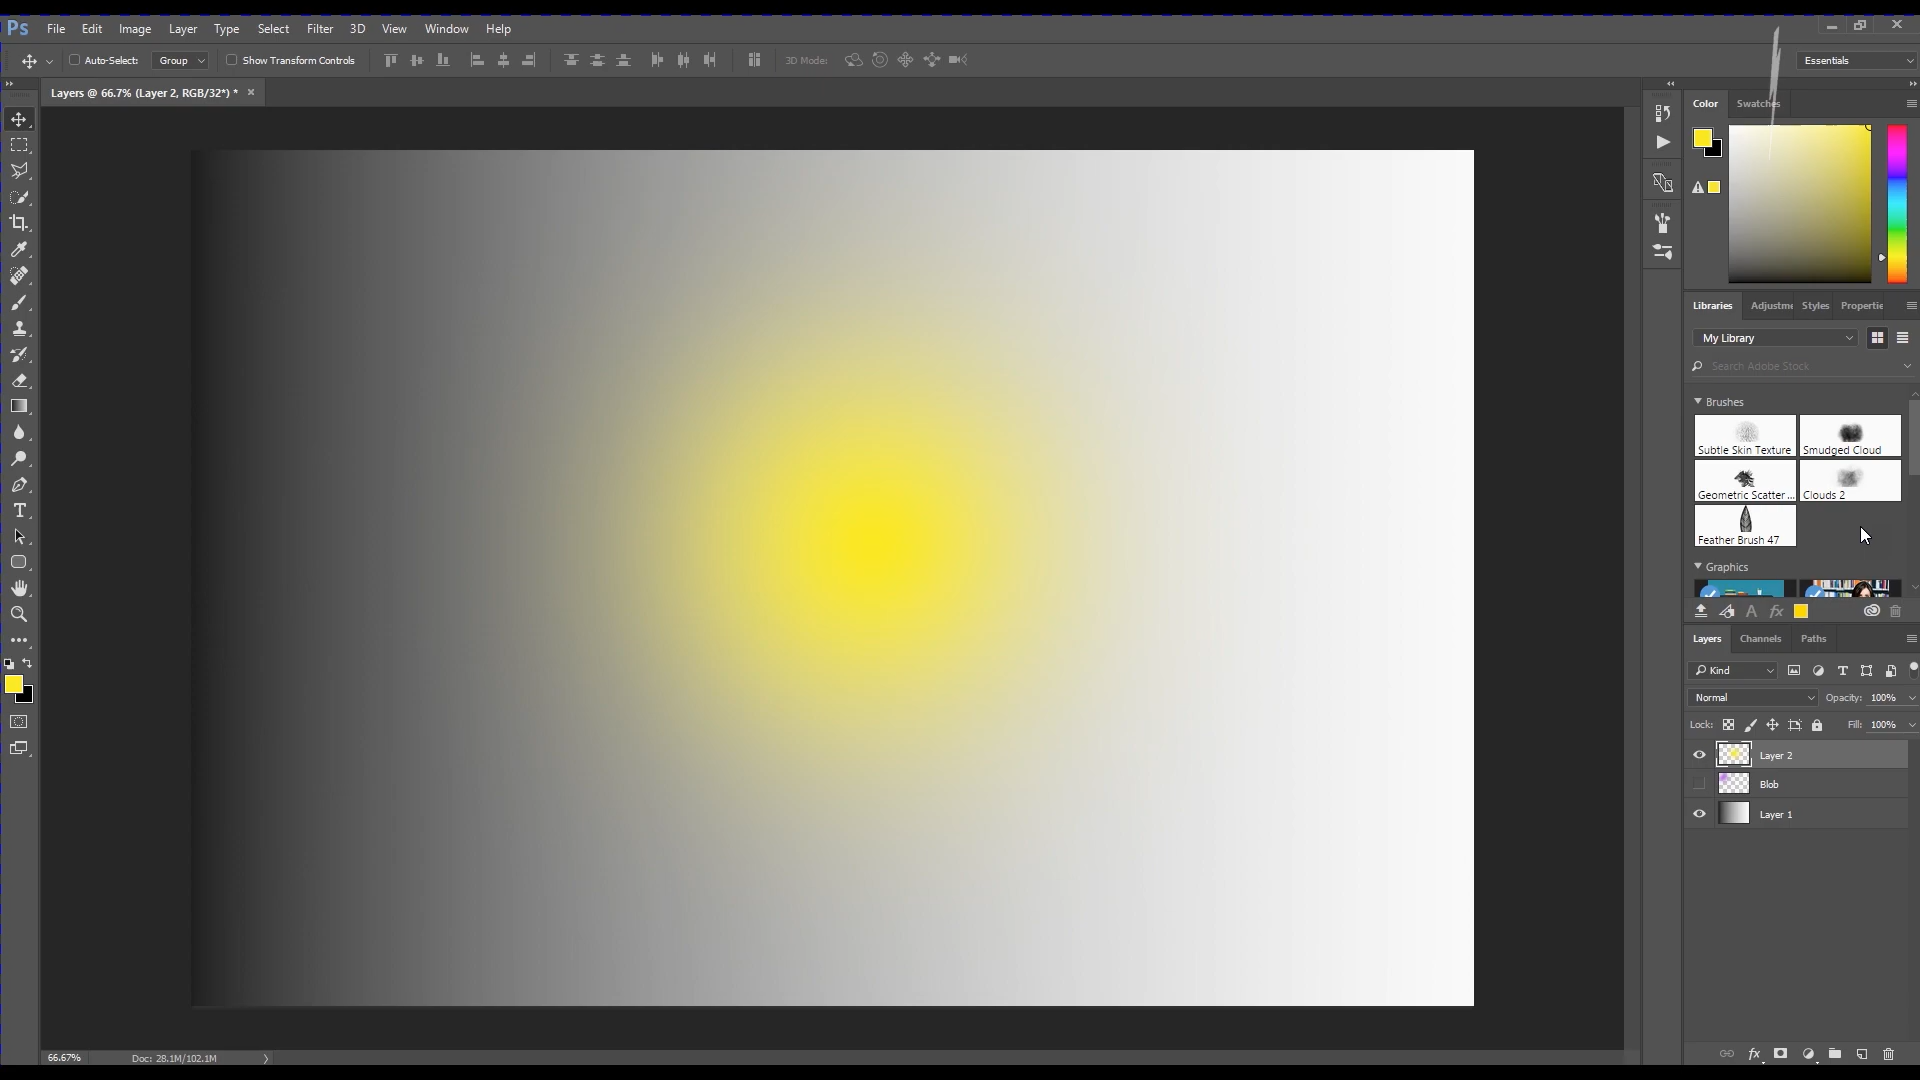 Ps File Edit Image Layer Type Select Filter 3D View Window Help
Auto-Select: Group Show Transform Controls 3D Mode: Essentials
Layers @ 66.7% (Layer 2, RGB/32*) * ×
Color Swatches
Libraries Adjustme Styles Propertie
My Library
Search Adobe Stock
Brushes
Subtle Skin Texture Smudged Cloud
Geometric Scatter ... Clouds 2
Feather Brush 47
Graphics
Layers Channels Paths
Kind
Normal Opacity: 100%
Lock: Fill: 100%
Layer 2
Blob
Layer 1
66.67% Doc: 28.1M/102.1M